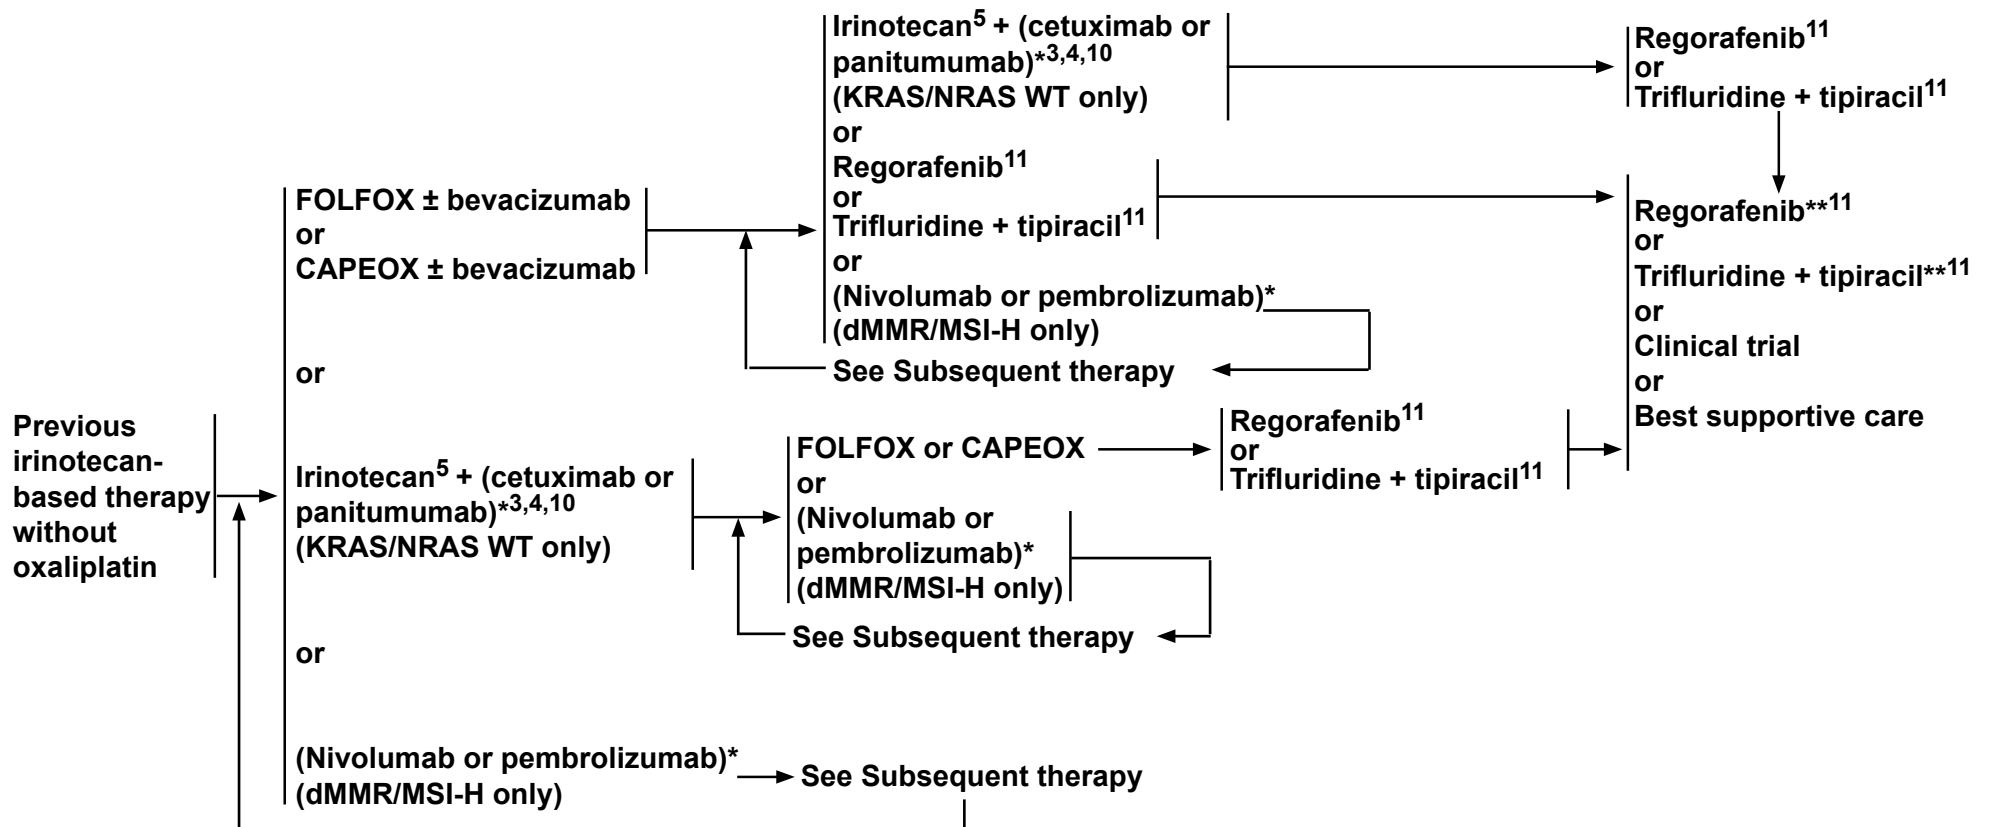 Previous
irinotecan-
based therapy
without
oxaliplatin
FOLFOX ± bevacizumab
or
CAPEOX ± bevacizumab
or
Irinotecan⁵ + (cetuximab or
panitumumab)*³,⁴,¹⁰
(KRAS/NRAS WT only)
or
(Nivolumab or pembrolizumab)*
(dMMR/MSI-H only)
Irinotecan⁵ + (cetuximab or
panitumumab)*³,⁴,¹⁰
(KRAS/NRAS WT only)
or
Regorafenib¹¹
or
Trifluridine + tipiracil¹¹
or
(Nivolumab or pembrolizumab)*
(dMMR/MSI-H only)
See Subsequent therapy
FOLFOX or CAPEOX
or
(Nivolumab or
pembrolizumab)*
(dMMR/MSI-H only)
See Subsequent therapy
See Subsequent therapy
Regorafenib¹¹
or
Trifluridine + tipiracil¹¹
Regorafenib¹¹
or
Trifluridine + tipiracil¹¹
Regorafenib**¹¹
or
Trifluridine + tipiracil**¹¹
or
Clinical trial
or
Best supportive care